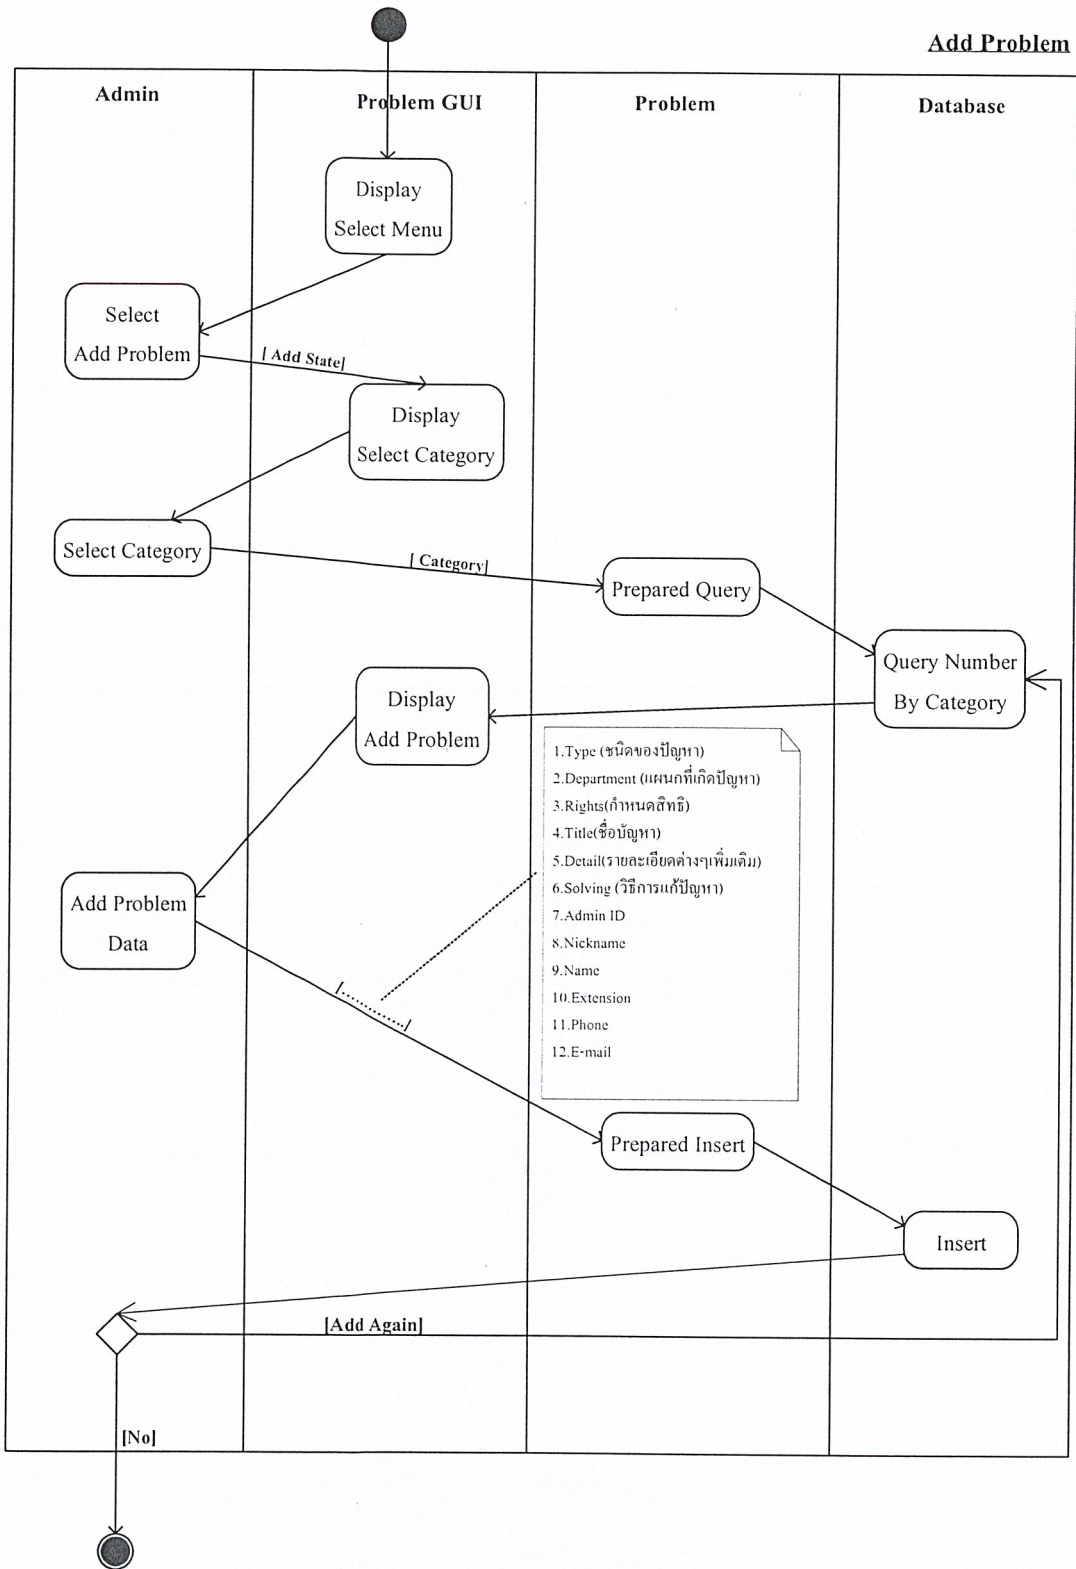 Add Problem
Admin
Problem GUI
Problem
Database
Display
Select Menu
Select
Add Problem
[ Add State]
Display
Select Category
Select Category
[ Category]
Prepared Query
Query Number
By Category
Display
Add Problem
1.Type (ชนิดของปัญหา)
2.Department (แผนกที่เกิดปัญหา)
3.Rights(กำหนดสิทธิ)
4.Title(ชื่อบัญหา)
5.Detail(รายละเอียดต่างๆเพิ่มเติม)
6.Solving (วิธีการแก้ปัญหา)
7.Admin ID
8.Nickname
9.Name
10.Extension
11.Phone
12.E-mail
Add Problem
Data
Prepared Insert
Insert
[Add Again]
[No]